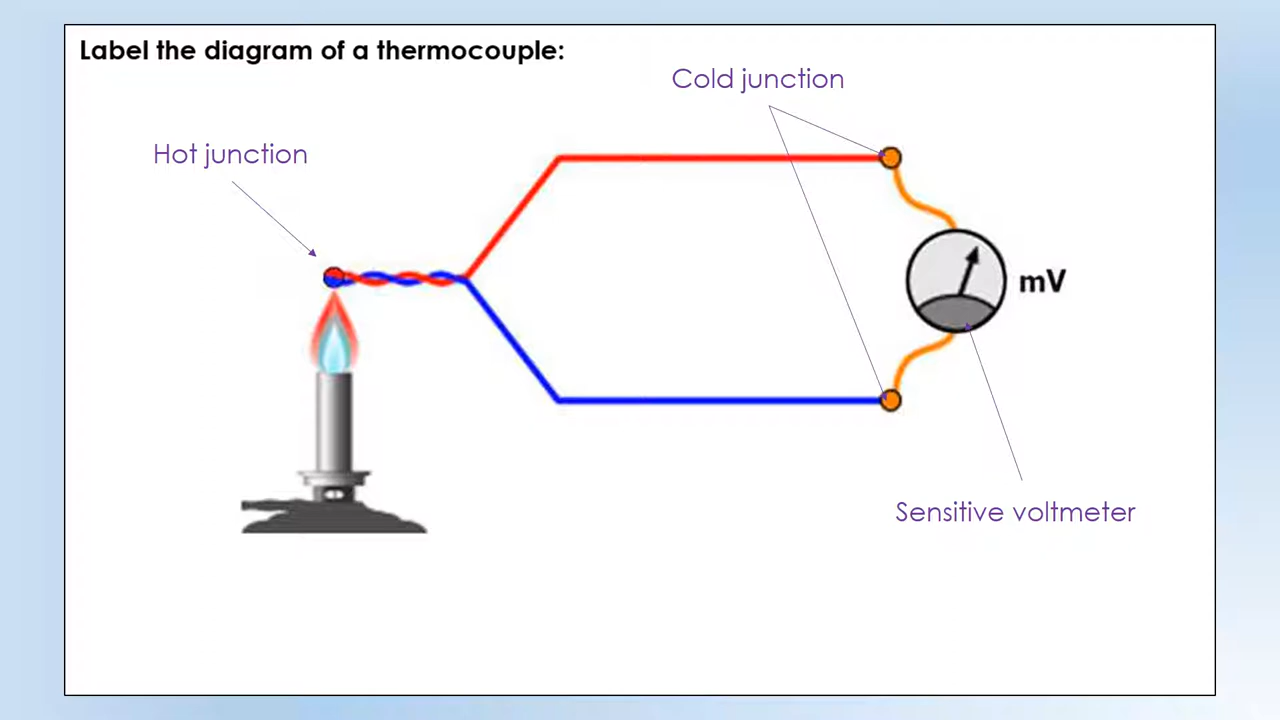 Label the diagram of a thermocouple:
Cold junction
Hot junction
mV
Sensitive voltmeter